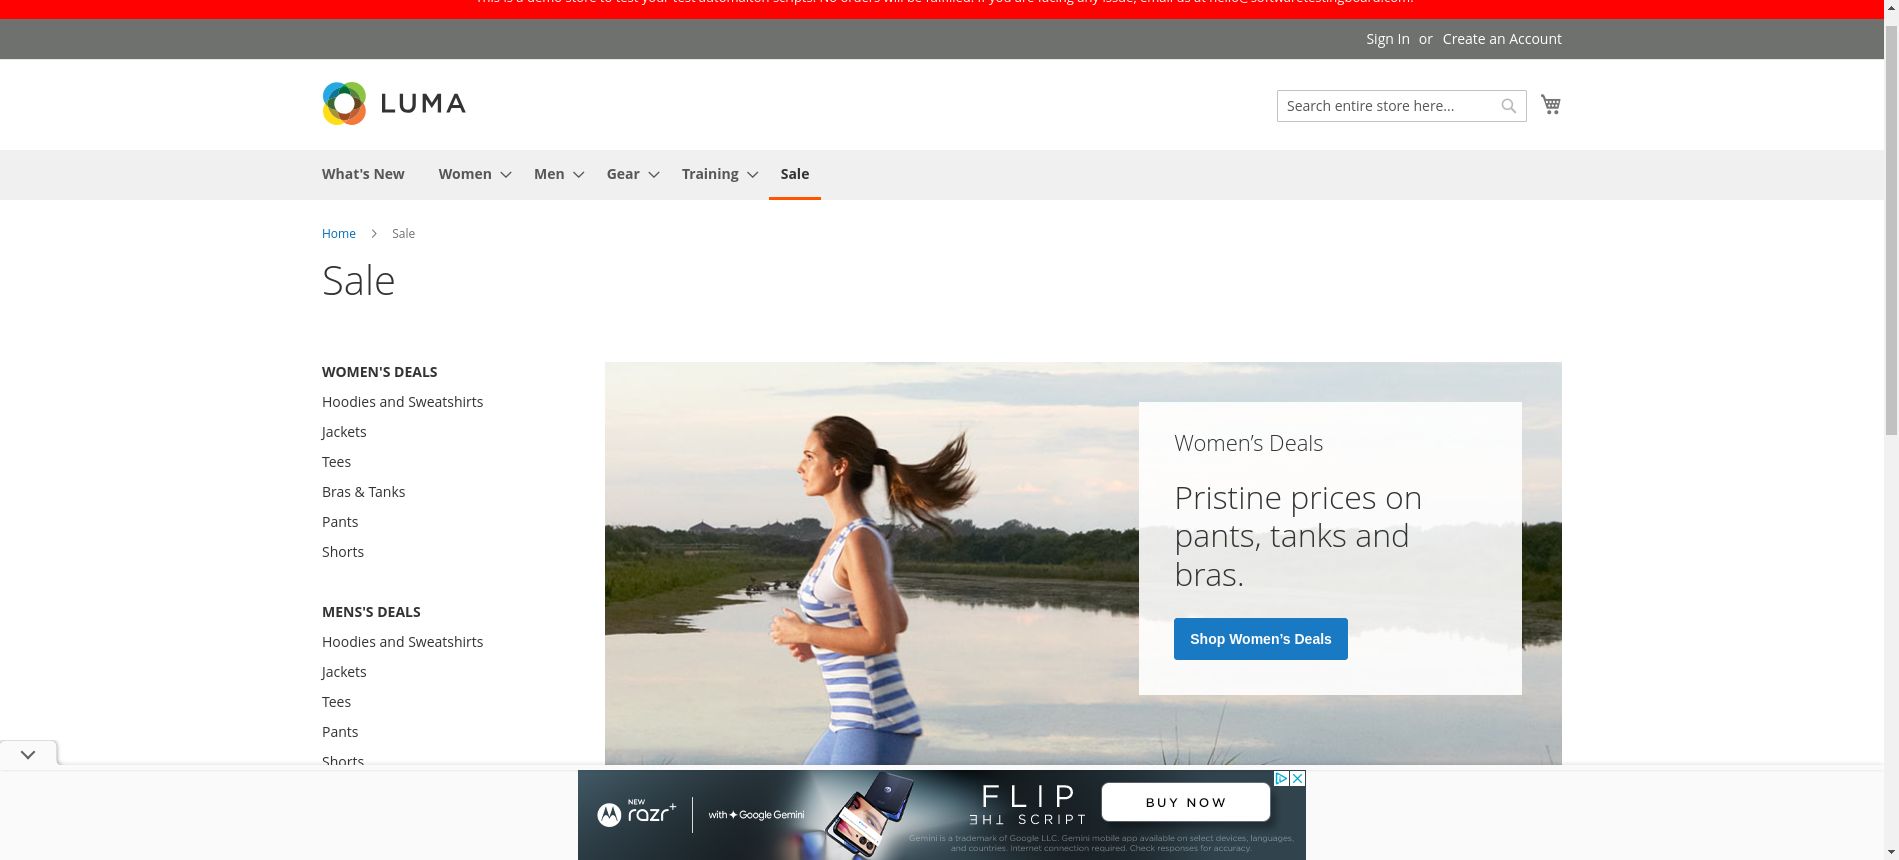 This is a demo store to test your test automaiton scripts. No orders will be fulfilled. If you are facing any issue, email us at hello@softwaretestingboard.com.
Sign In or Create an Account
LUMA
Search entire store here...
What's New Women Men Gear Training Sale
Home Sale
Sale
WOMEN'S DEALS
Hoodies and Sweatshirts
Jackets
Tees
Bras & Tanks
Pants
Shorts
MENS'S DEALS
Hoodies and Sweatshirts
Jackets
Tees
Pants
Shorts
Women’s Deals
Pristine prices on
pants, tanks and
bras.
Shop Women’s Deals
NEW
razr+
with Google Gemini
FLIP
THE SCRIPT
BUY NOW
Gemini is a trademark of Google LLC. Gemini mobile app available on select devices, languages,
and countries. Internet connection required. Check responses for accuracy.